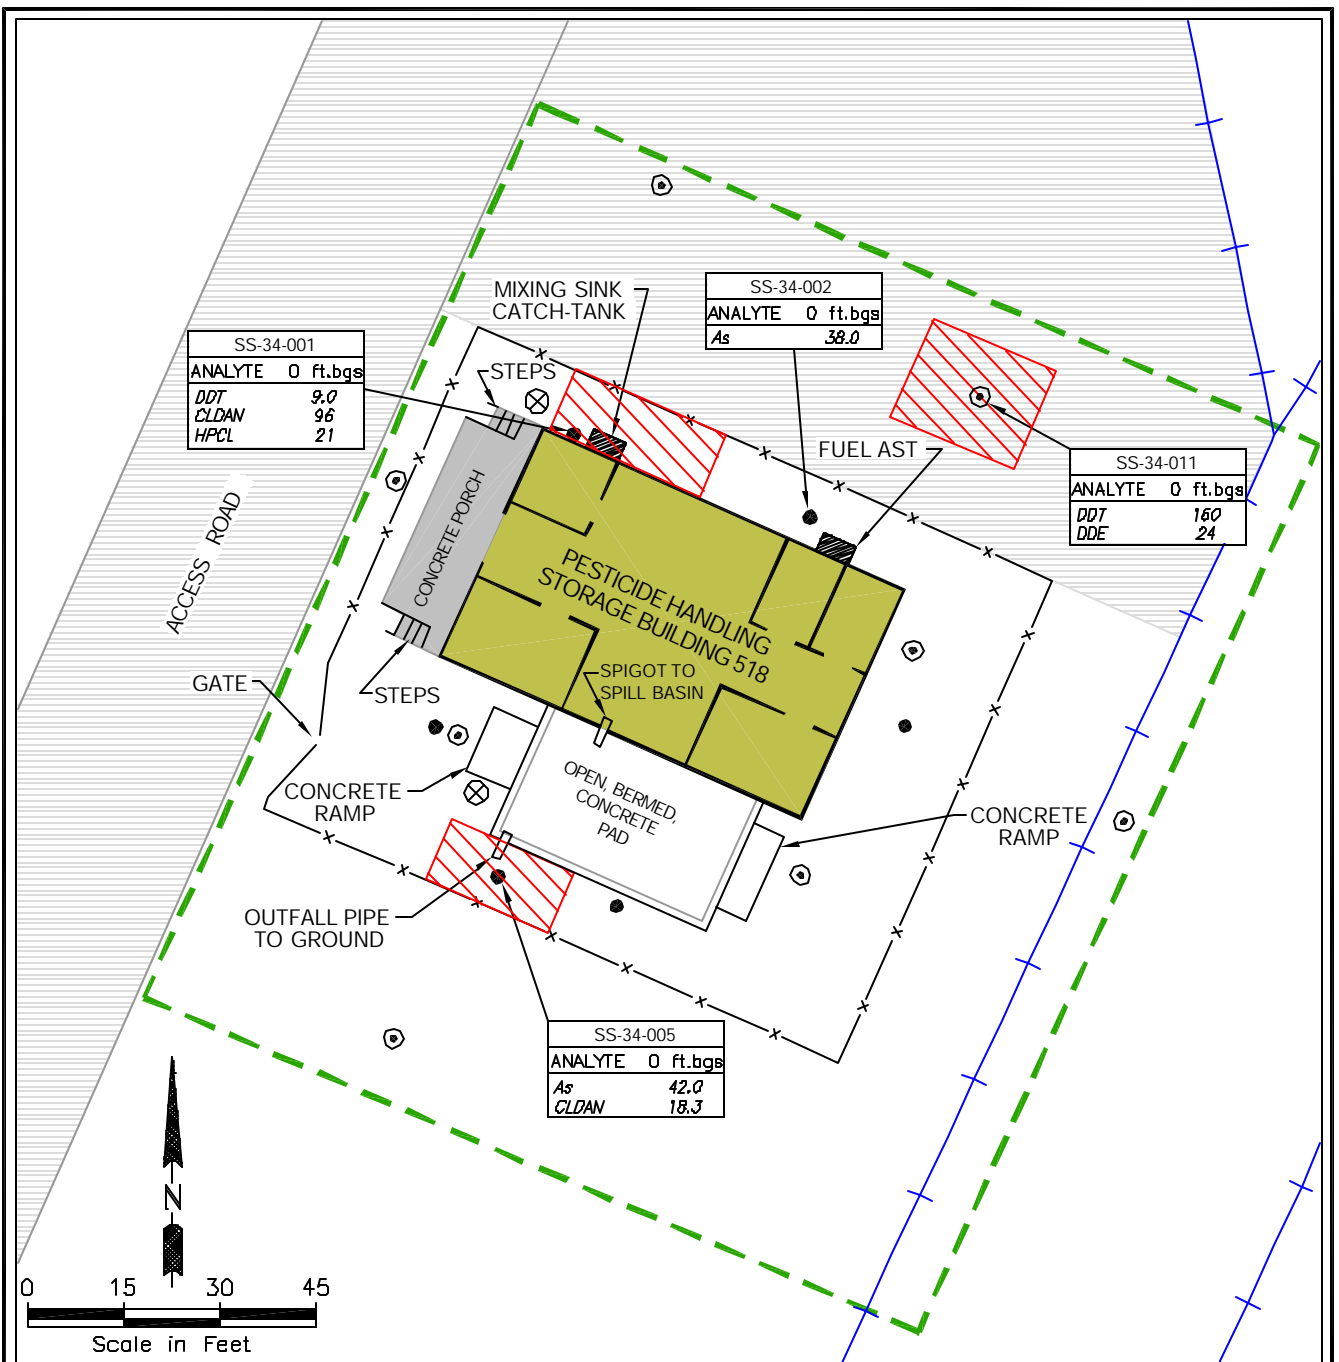 MIXING SINK
CATCH-TANK
SS-34-002
ANALYTE 0 ft.bgs
As 38.0
SS-34-001
ANALYTE 0 ft.bgs
DDT 9.0
CLDAN 96
HPCL 21
STEPS
FUEL AST
SS-34-011
ANALYTE 0 ft.bgs
DDT 160
DDE 24
ACCESS ROAD
CONCRETE PORCH
PESTICIDE HANDLING
STORAGE BUILDING 518
SPIGOT TO
SPILL BASIN
GATE
STEPS
CONCRETE
RAMP
OPEN, BERMED,
CONCRETE
PAD
CONCRETE
RAMP
OUTFALL PIPE
TO GROUND
SS-34-005
ANALYTE 0 ft.bgs
As 42.0
CLDAN 18.3
N
0 15 30 45
Scale in Feet